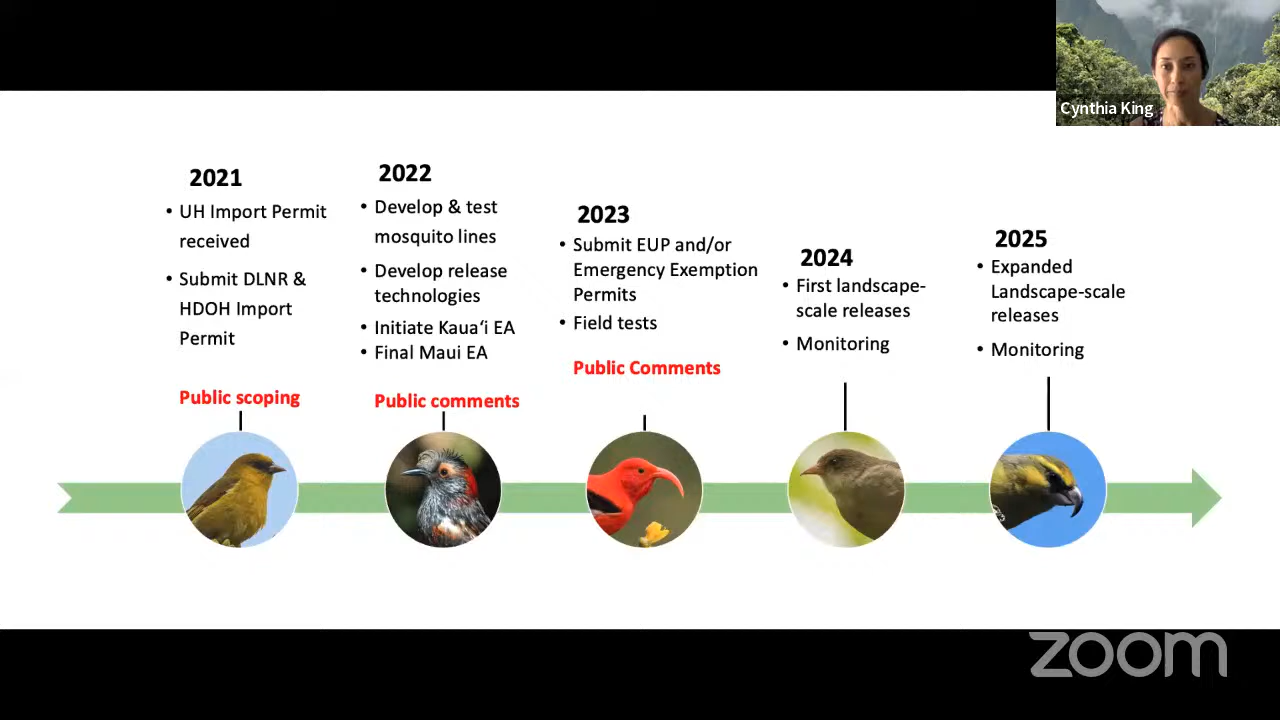 Cynthia King
2021
• UH Import Permit
received
• Submit DLNR &
HDOH Import
Permit
Public scoping
2022
• Develop & test
mosquito lines
• Develop release
technologies
• Initiate Kauaʻi EA
• Final Maui EA
Public comments
2023
• Submit EUP and/or
Emergency Exemption
Permits
• Field tests
Public Comments
2024
• First landscape-
scale releases
• Monitoring
2025
• Expanded
Landscape-scale
releases
• Monitoring
zoom